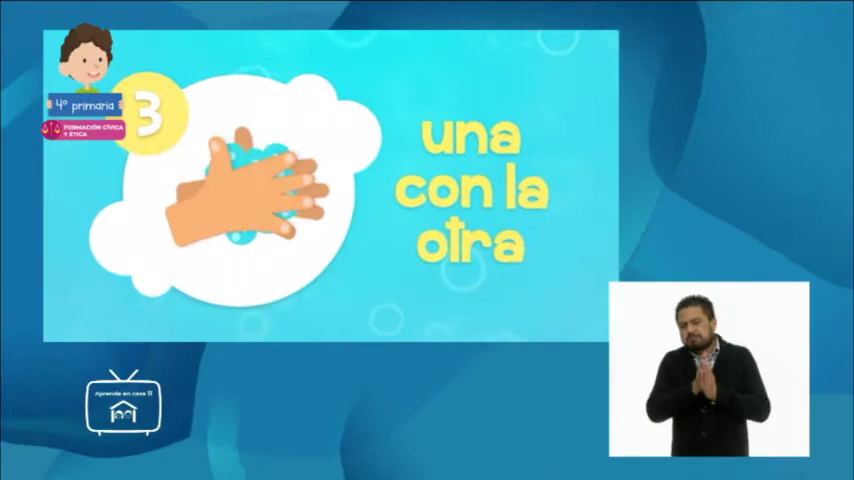 4º primaria
FORMACIÓN CÍVICA
Y ÉTICA
3
una
con la
otra
Aprende en casa II